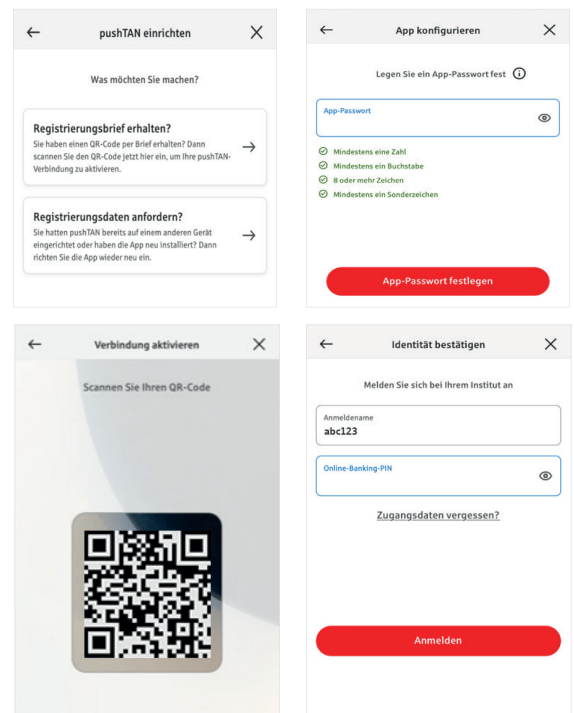 pushTAN einrichten
Was möchten Sie machen?
Registrierungsbrief erhalten?
Sie haben einen QR-Code per Brief erhalten? Dann
scannen Sie den QR-Code jetzt hier ein, um Ihre pushTAN-
Verbindung zu aktivieren.
Registrierungsdaten anfordern?
Sie hatten pushTAN bereits auf einem anderen Gerät
eingerichtet oder haben die App neu installiert? Dann
richten Sie die App wieder neu ein.
App konfigurieren
Legen Sie ein App-Passwort fest
App-Passwort
Mindestens eine Zahl
Mindestens ein Buchstabe
8 oder mehr Zeichen
Mindestens ein Sonderzeichen
App-Passwort festlegen
Verbindung aktivieren
Scannen Sie Ihren QR-Code
Identität bestätigen
Melden Sie sich bei Ihrem Institut an
Anmeldename
abc123
Online-Banking-PIN
Zugangsdaten vergessen?
Anmelden